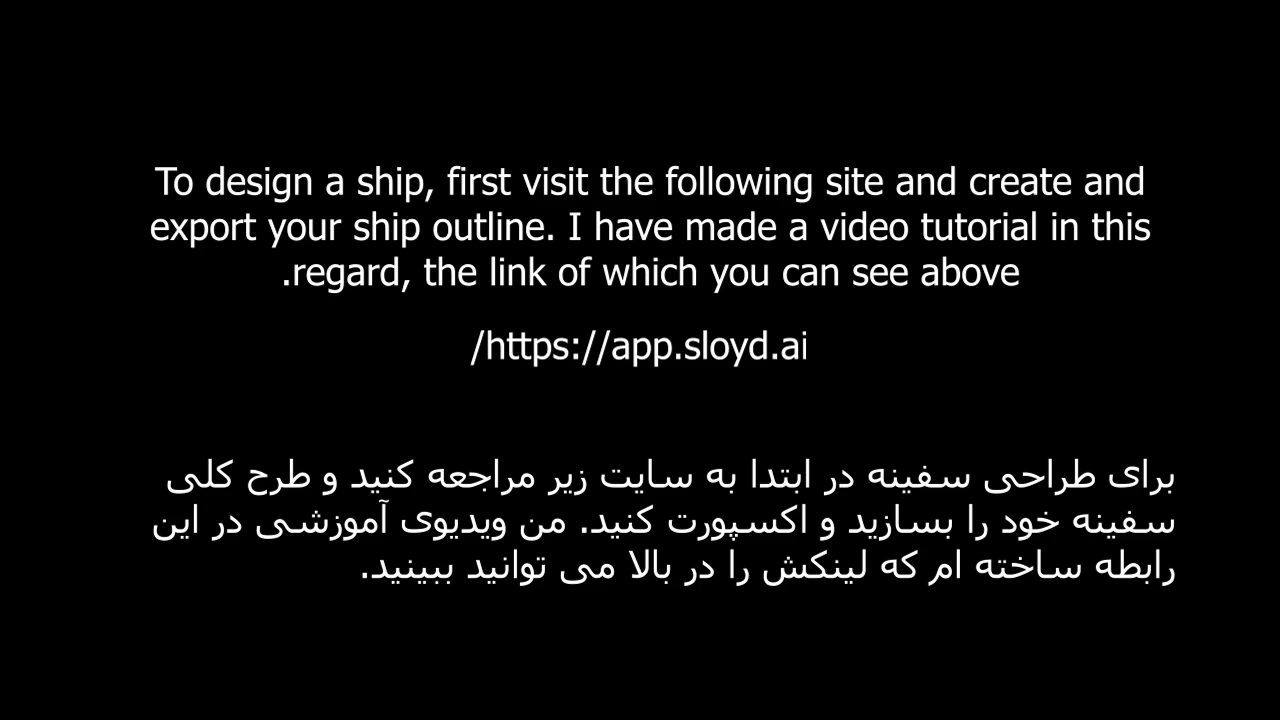 To design a ship, first visit the following site and create and
export your ship outline. I have made a video tutorial in this
.regard, the link of which you can see above
/https://app.sloyd.ai
برای طراحی سفینه در ابتدا به سایت زیر مراجعه کنید و طرح کلی
سفینه خود را بسازید و اکسپورت کنید. من ویدیوی آموزشی در این
رابطه ساخته ام که لینکش را در بالا می توانید ببینید.